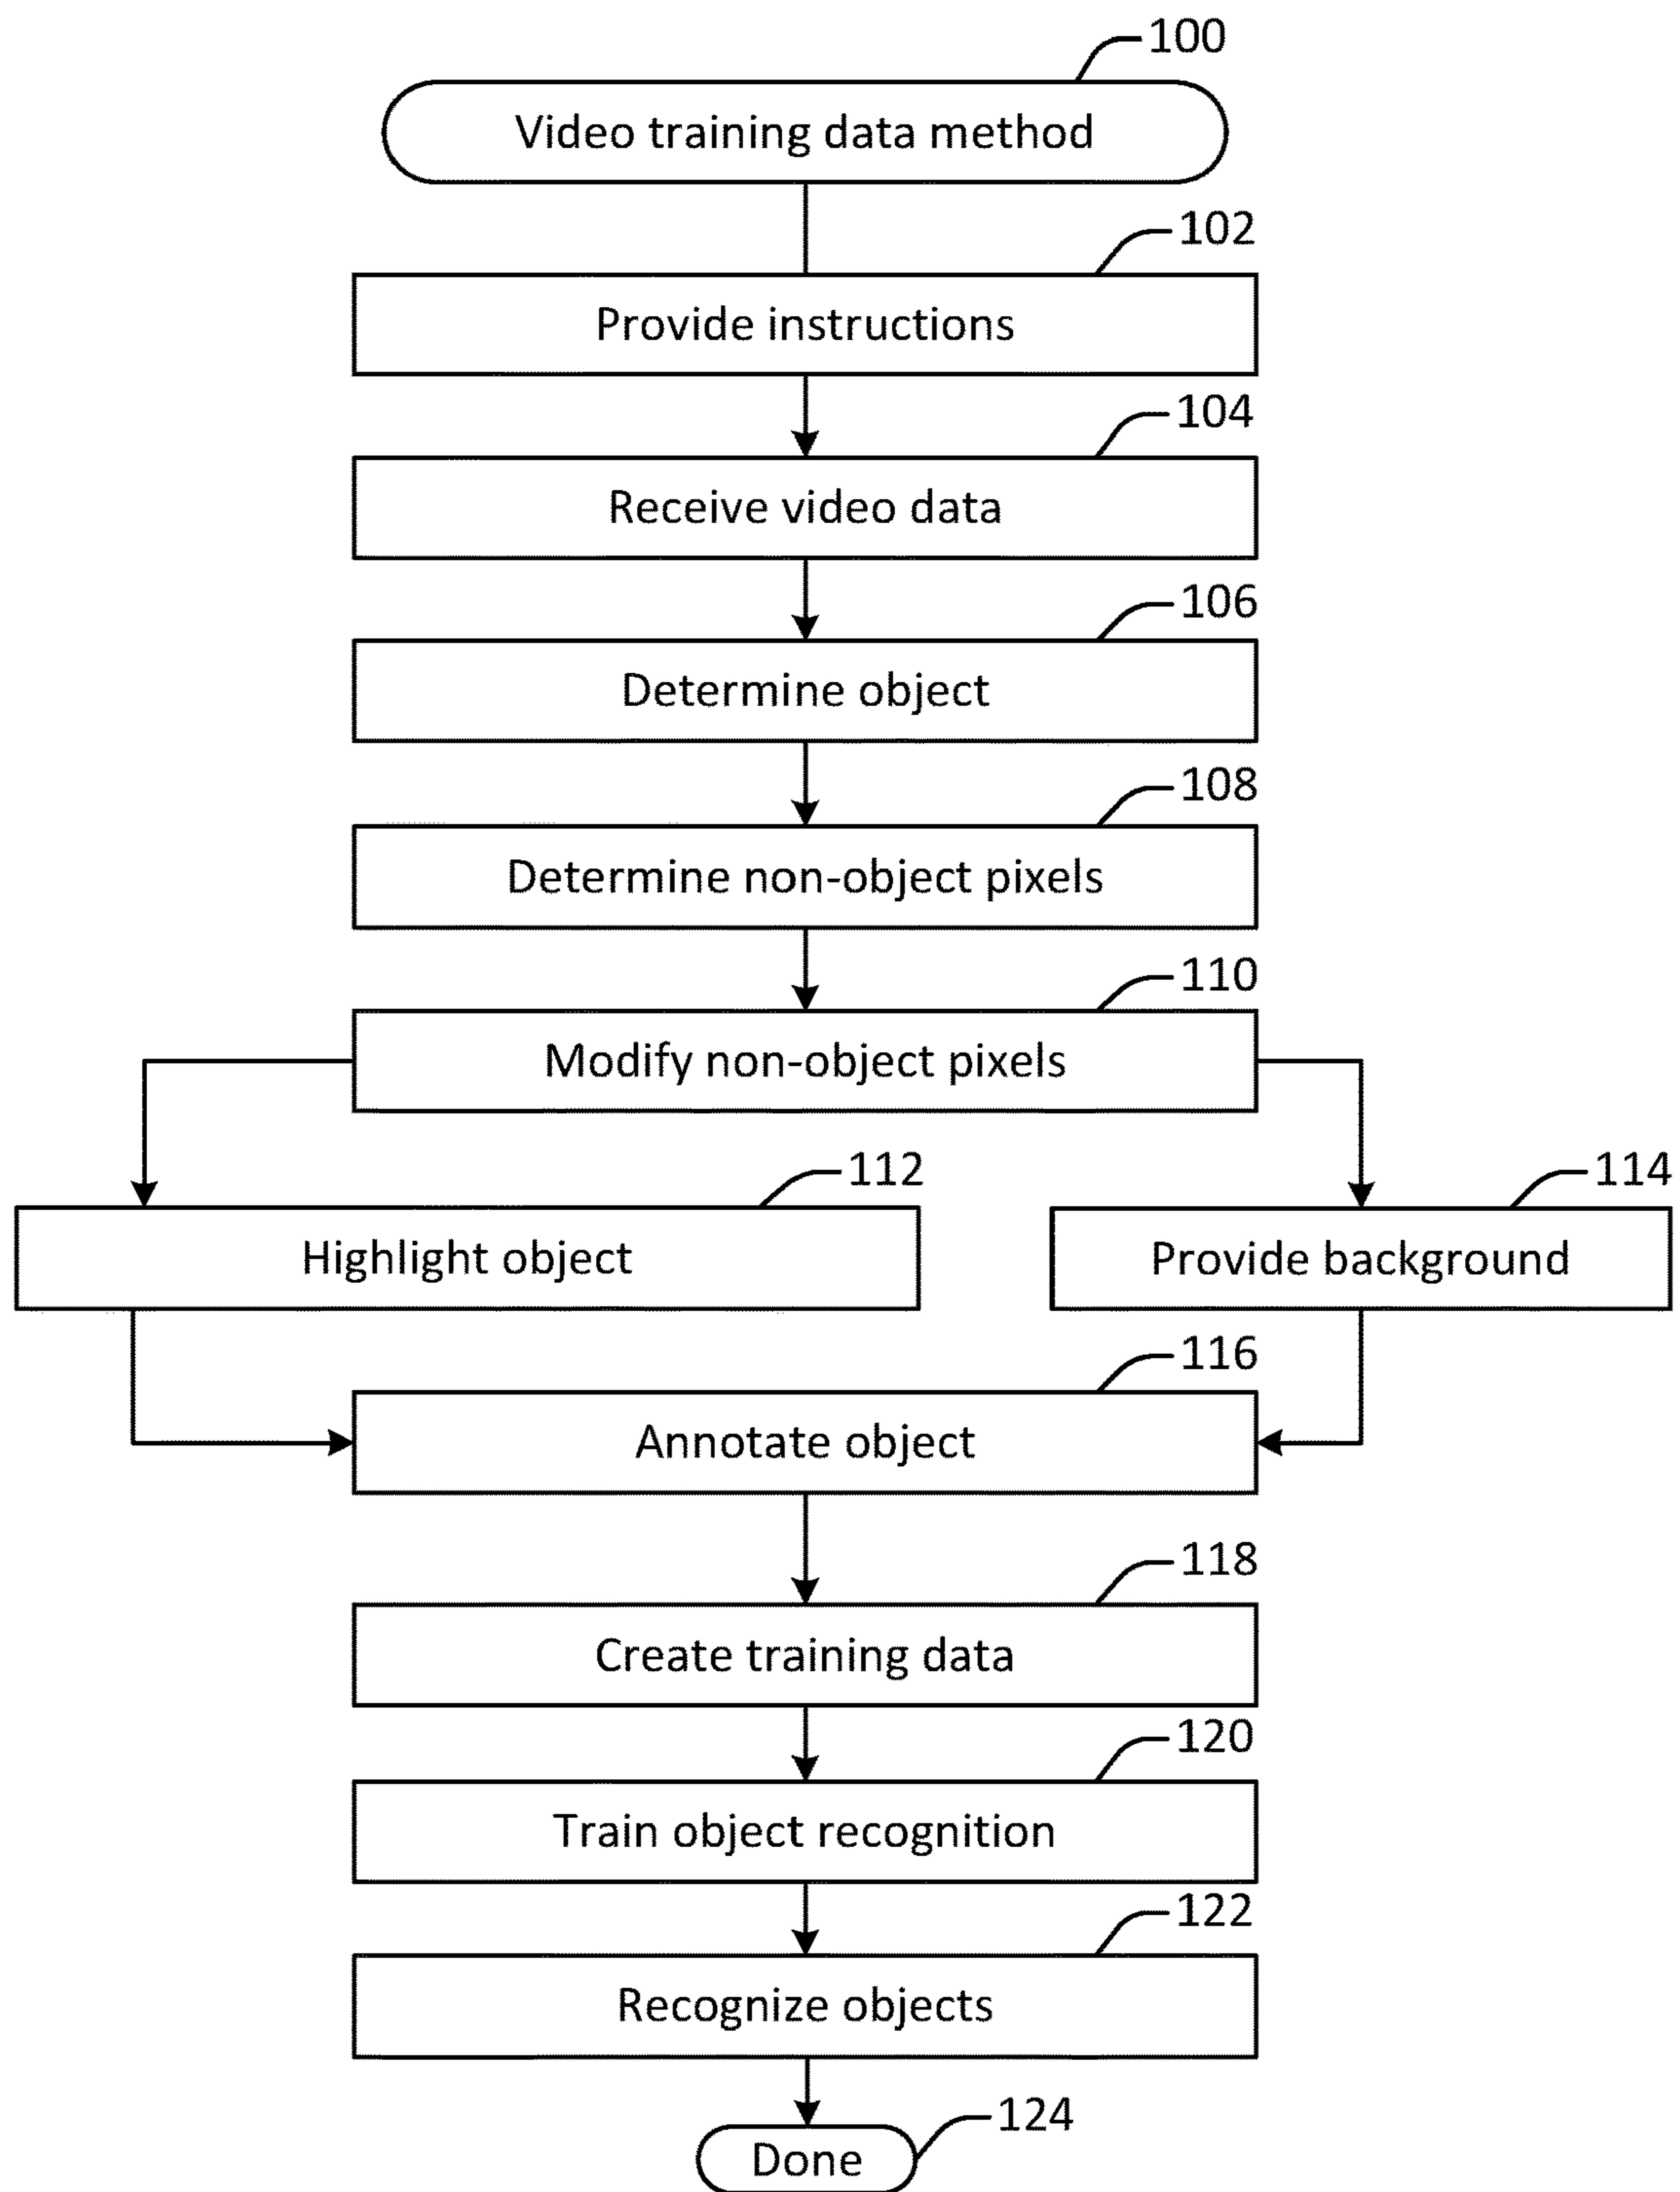 100
Video training data method
102
Provide instructions
104
Receive video data
106
Determine object
108
Determine non-object pixels
110
Modify non-object pixels
112
114
Highlight object
Provide background
116
Annotate object
118
Create training data
120
Train object recognition
122
Recognize objects
124
Done